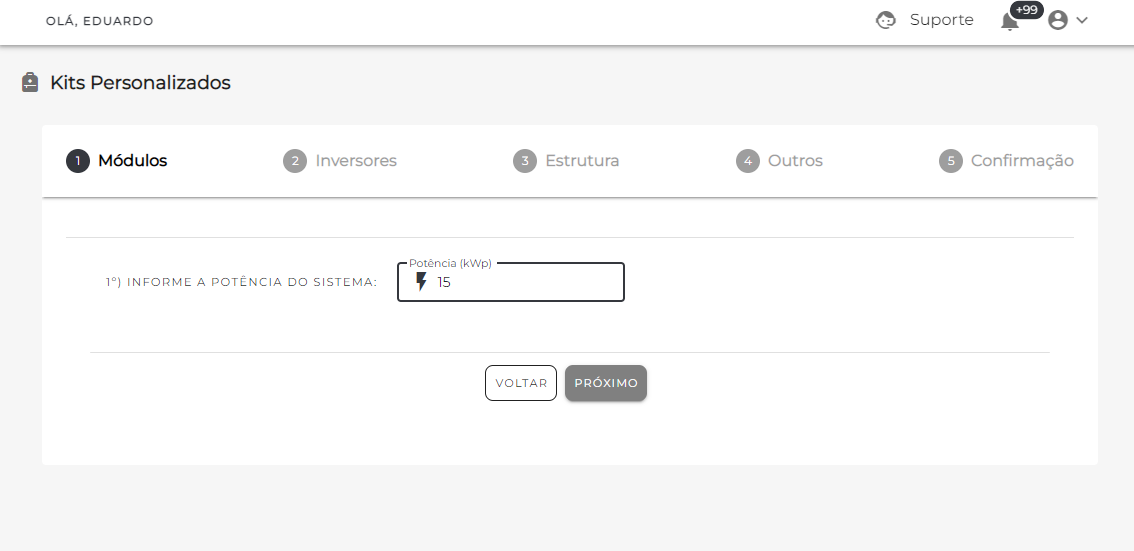 OLÁ, EDUARDO
Suporte
+99
Kits Personalizados
1 Módulos
2 Inversores
3 Estrutura
4 Outros
5 Confirmação
Potência (kWp)
1º) INFORME A POTÊNCIA DO SISTEMA:
15
VOLTAR
PRÓXIMO